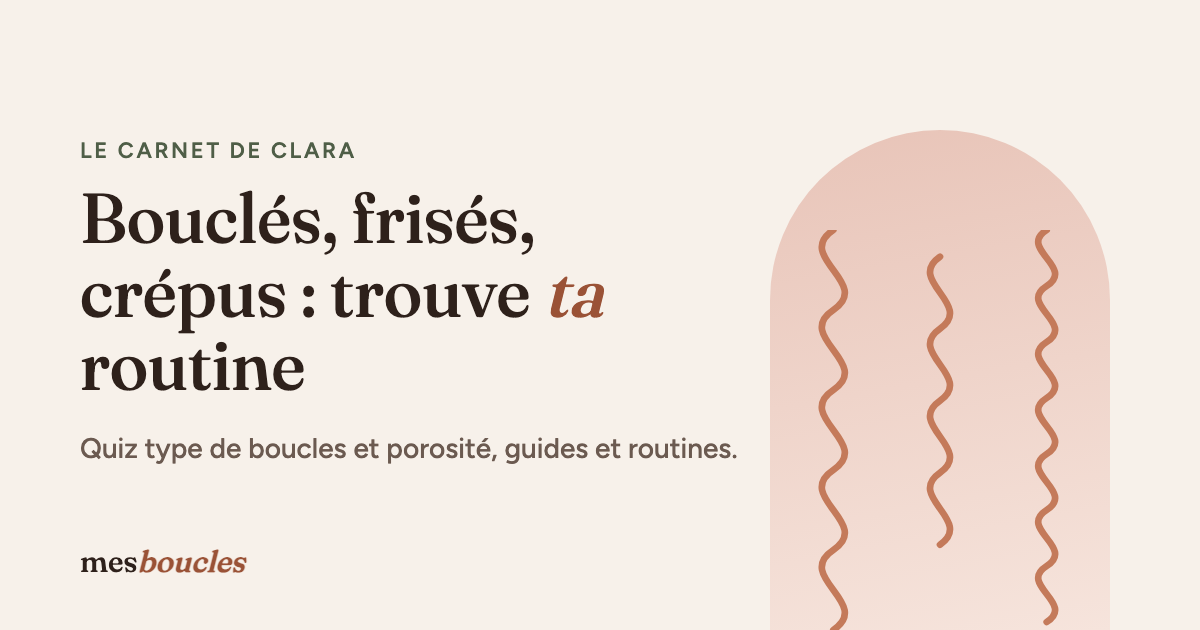 LE CARNET DE CLARA
Bouclés, frisés,
crépus : trouve ta
routine
Quiz type de boucles et porosité, guides et routines.
mesboucles